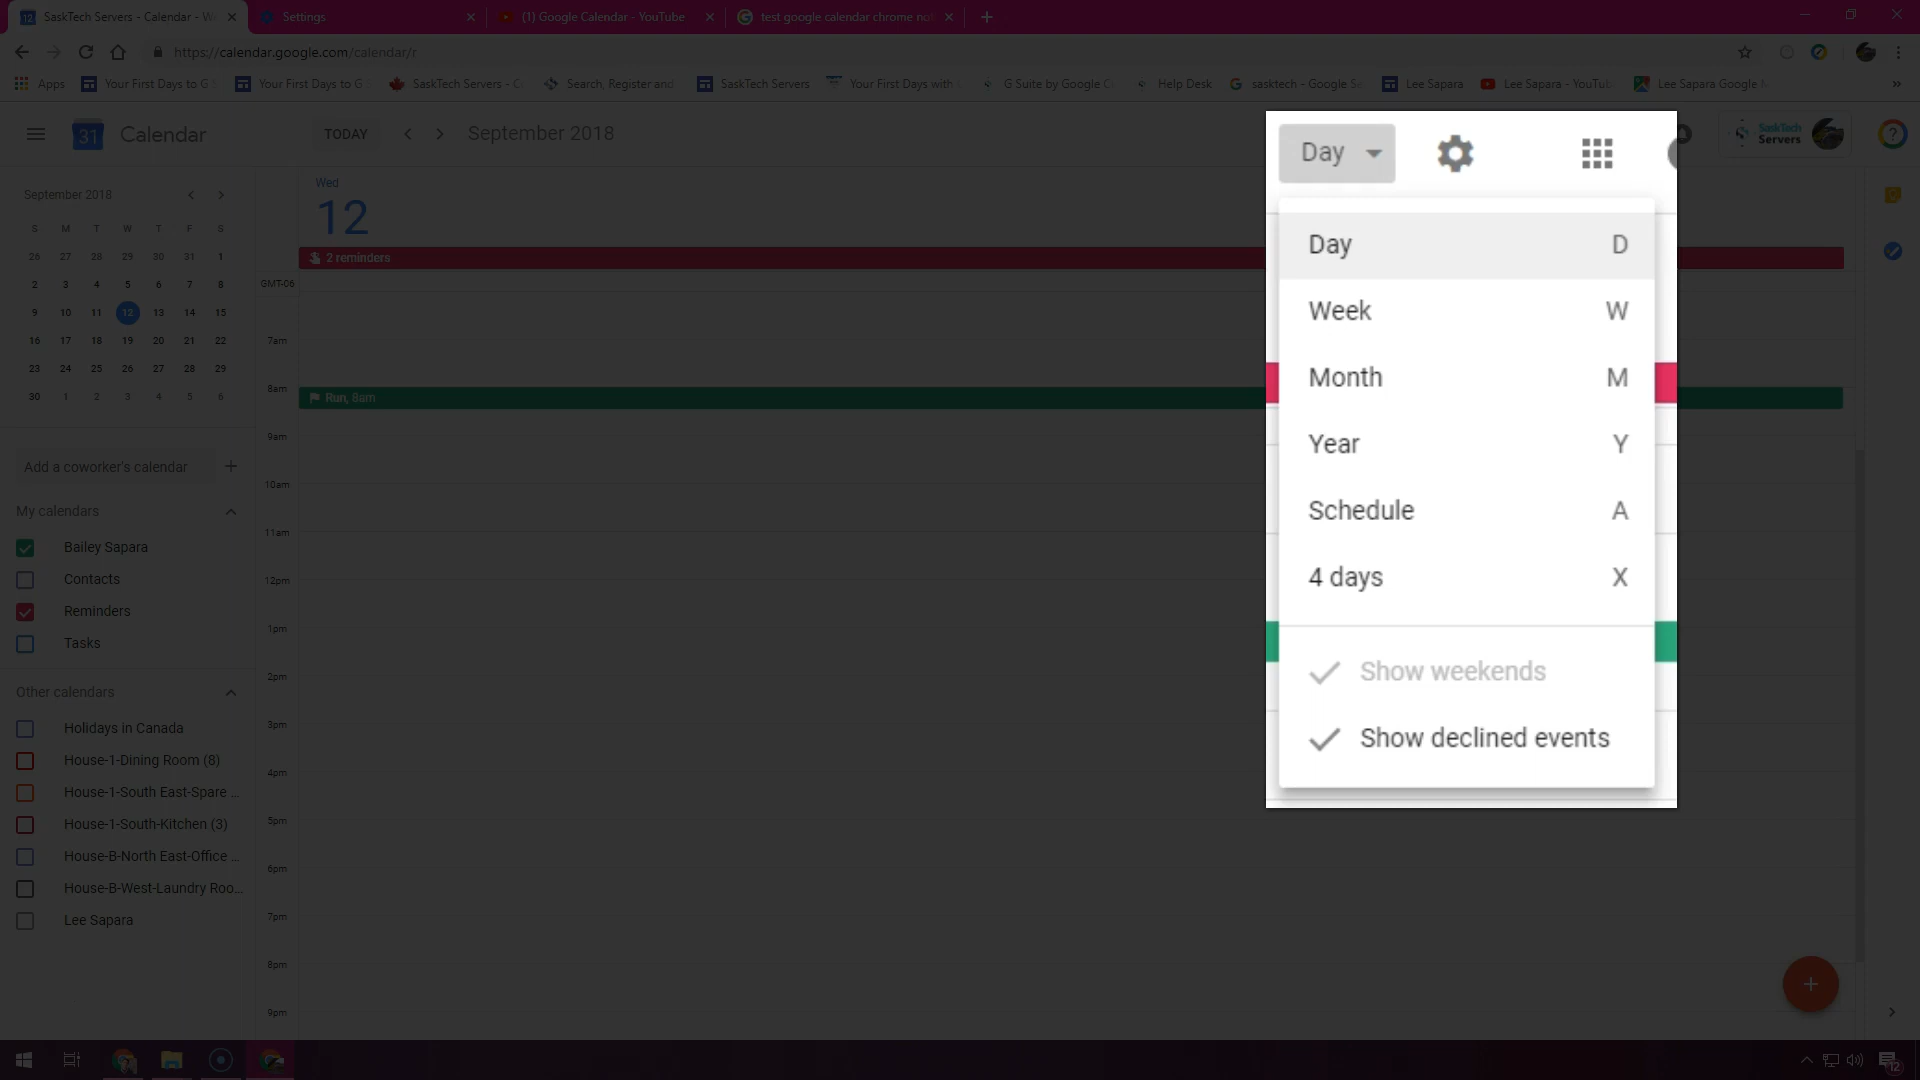 SaskTech Servers - Calendar - W
Settings
(1) Google Calendar - YouTube
test google calendar chrome not
https://calendar.google.com/calendar/r
Apps
Your First Days to G S
Your First Days to G S
SaskTech Servers - C
Search, Register and
SaskTech Servers
Your First Days with
G Suite by Google Cl
Help Desk
sasktech - Google Se
Lee Sapara
Lee Sapara - YouTub
Lee Sapara Google
31
Calendar
TODAY
September 2018
SaskTech
Servers
Day
Day D
Week W
Month M
Year Y
Schedule A
4 days X
Show weekends
Show declined events
September 2018
S M T W T F S
26 27 28 29 30 31 1
2 3 4 5 6 7 8
9 10 11 12 13 14 15
16 17 18 19 20 21 22
23 24 25 26 27 28 29
30 1 2 3 4 5 6
Add a coworker's calendar
My calendars
Bailey Sapara
Contacts
Reminders
Tasks
Other calendars
Holidays in Canada
House-1-Dining Room (8)
House-1-South East-Spare ...
House-1-South-Kitchen (3)
House-B-North East-Office ...
House-B-West-Laundry Roo...
Lee Sapara
Wed
12
2 reminders
GMT-06
7am
8am
Run, 8am
9am
10am
11am
12pm
1pm
2pm
3pm
4pm
5pm
6pm
7pm
8pm
9pm
12